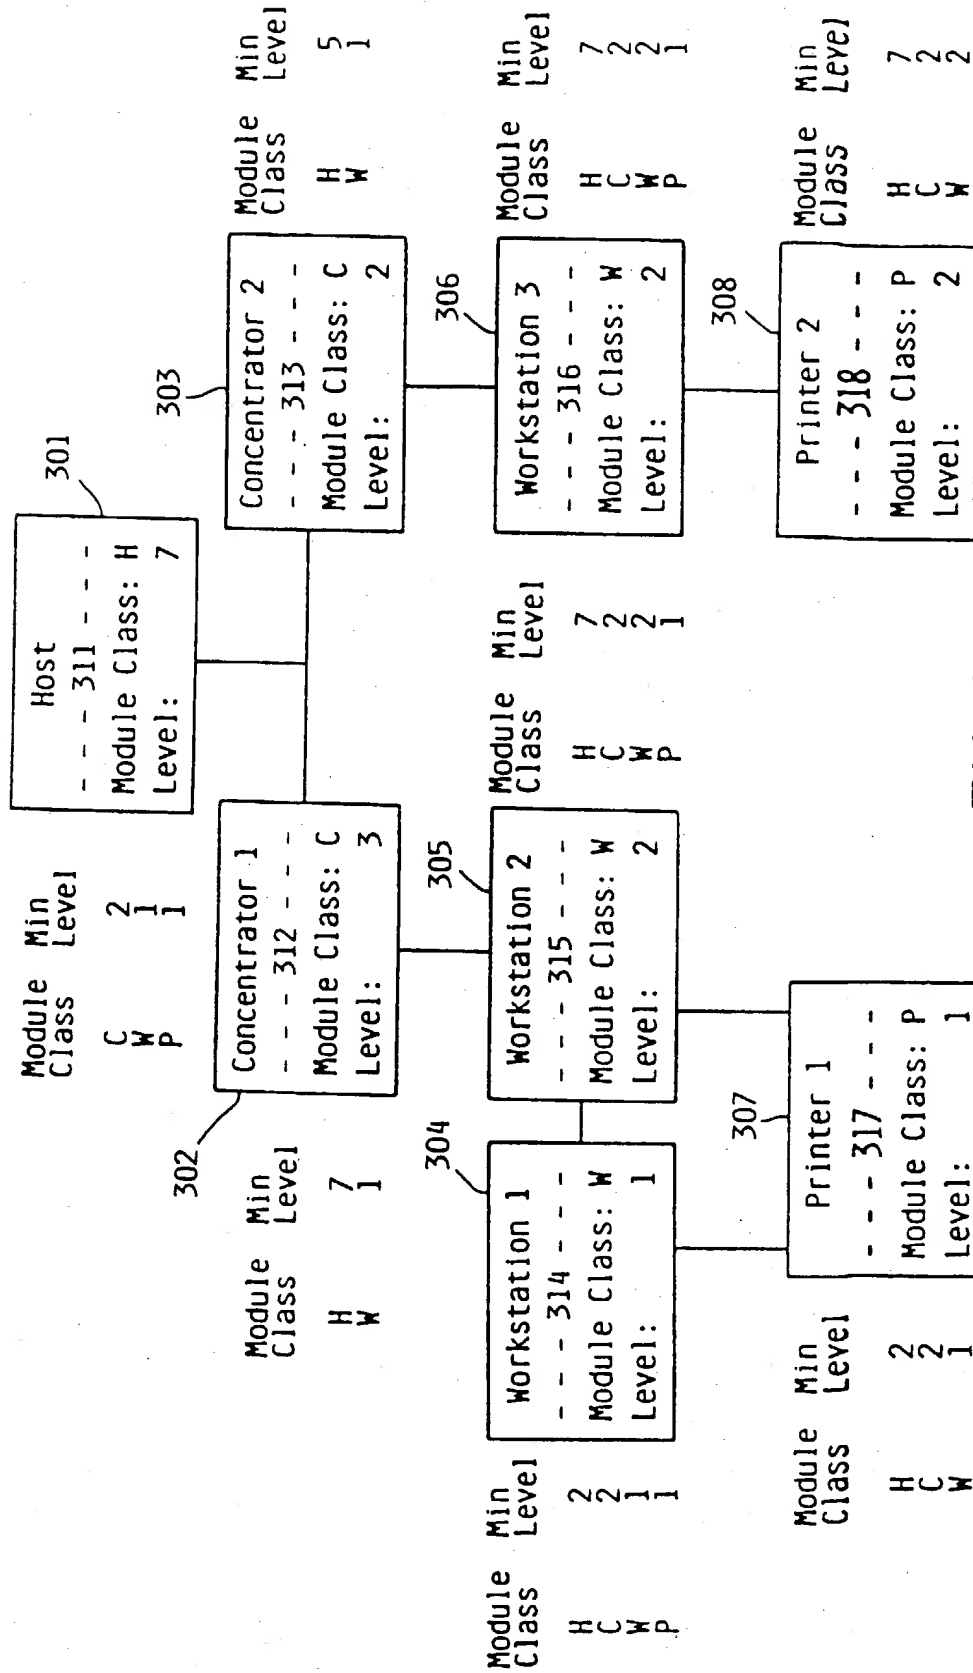 301
Host
- - - 311 - - -
Module Class: H
Level: 7
Module Min
Class Level
C 2
W 1
P 1
302
Concentrator 1
- - - 312 - - - -
Module Class: C
Level: 3
Module Min
Class Level
H 7
W 1
303
Concentrator 2
- - - 313 - - - -
Module Class: C
Level: 2
Module Min
Class Level
H 5
W 1
304
Workstation 1
- - - 314 - - - -
Module Class: W
Level: 1
Module Min
Class Level
H 2
C 2
W 1
P 1
305
Workstation 2
- - - 315 - - -
Module Class: W
Level: 2
Module Min
Class Level
H 7
C 2
W 2
P 1
306
Workstation 3
- - - 316 - - - -
Module Class: W
Level: 2
Module Min
Class Level
H 7
C 2
W 2
P 1
307
Printer 1
- - - 317 - - -
Module Class: P
Level: 1
Module Min
Class Level
H 2
C 2
W 1
308
Printer 2
- - - 318 - - -
Module Class: P
Level: 2
Module Min
Class Level
H 7
C 2
W 2